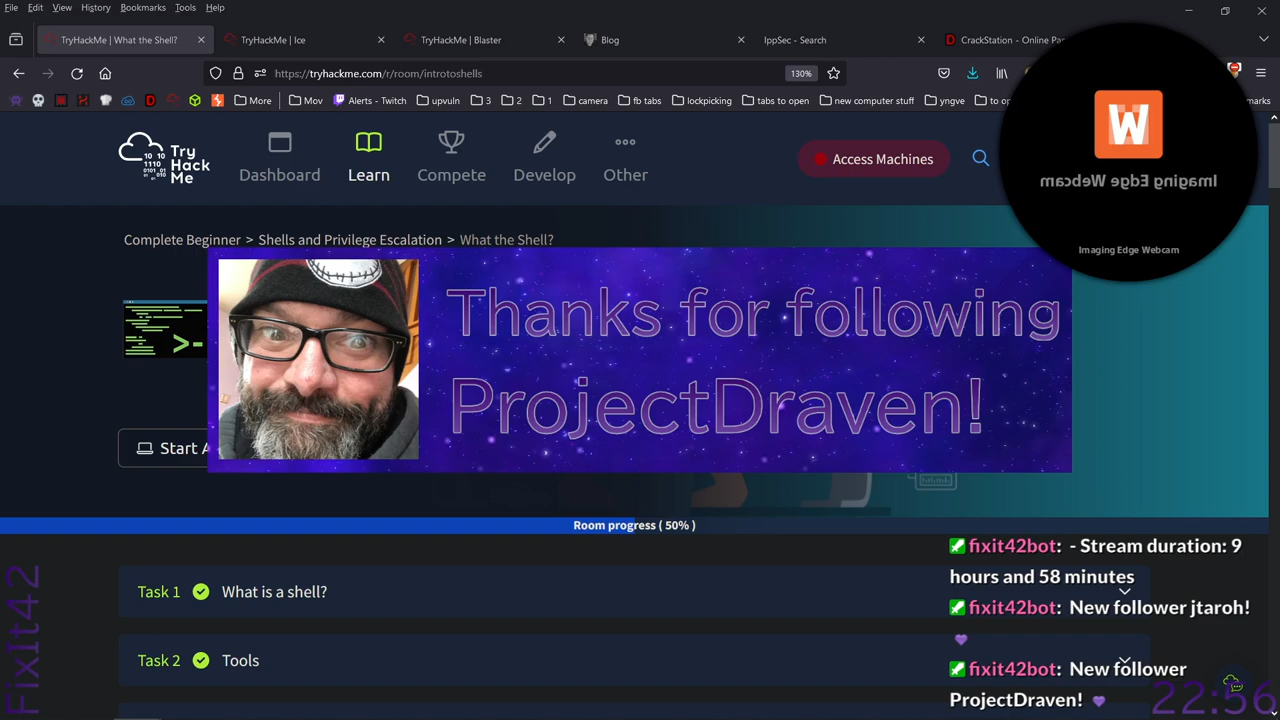 File Edit View History Bookmarks Tools Help
TryHackMe | What the Shell?
TryHackMe | Ice
TryHackMe | Blaster
Blog
IppSec - Search
CrackStation - Online Pa
https://tryhackme.com/r/room/introtoshells
130%
More
Mov
Alerts - Twitch
upvuln
3
2
1
camera
fb tabs
lockpicking
tabs to open
new computer stuff
yngve
to op
kmarks
Try
Hack
Me
Dashboard
Learn
Compete
Develop
Other
Access Machines
W
Imaging Edge Webcam
Imaging Edge Webcam
Complete Beginner > Shells and Privilege Escalation > What the Shell?
Thanks for following
ProjectDraven!
Start A
Room progress ( 50% )
Task 1 What is a shell?
Task 2 Tools
fixit42bot: - Stream duration: 9
hours and 58 minutes
fixit42bot: New follower jtaroh!
💜
fixit42bot: New follower
ProjectDraven! 💜
FixIt42
22:56